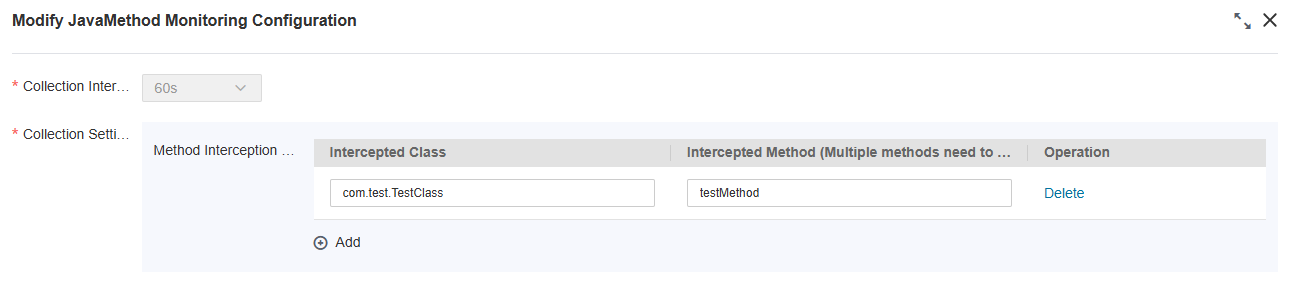 Modify JavaMethod Monitoring Configuration
* Collection Inter...
60s
* Collection Setti...
Method Interception ...
Intercepted Class
Intercepted Method (Multiple methods need to ...
Operation
com.test.TestClass
testMethod
Delete
Add